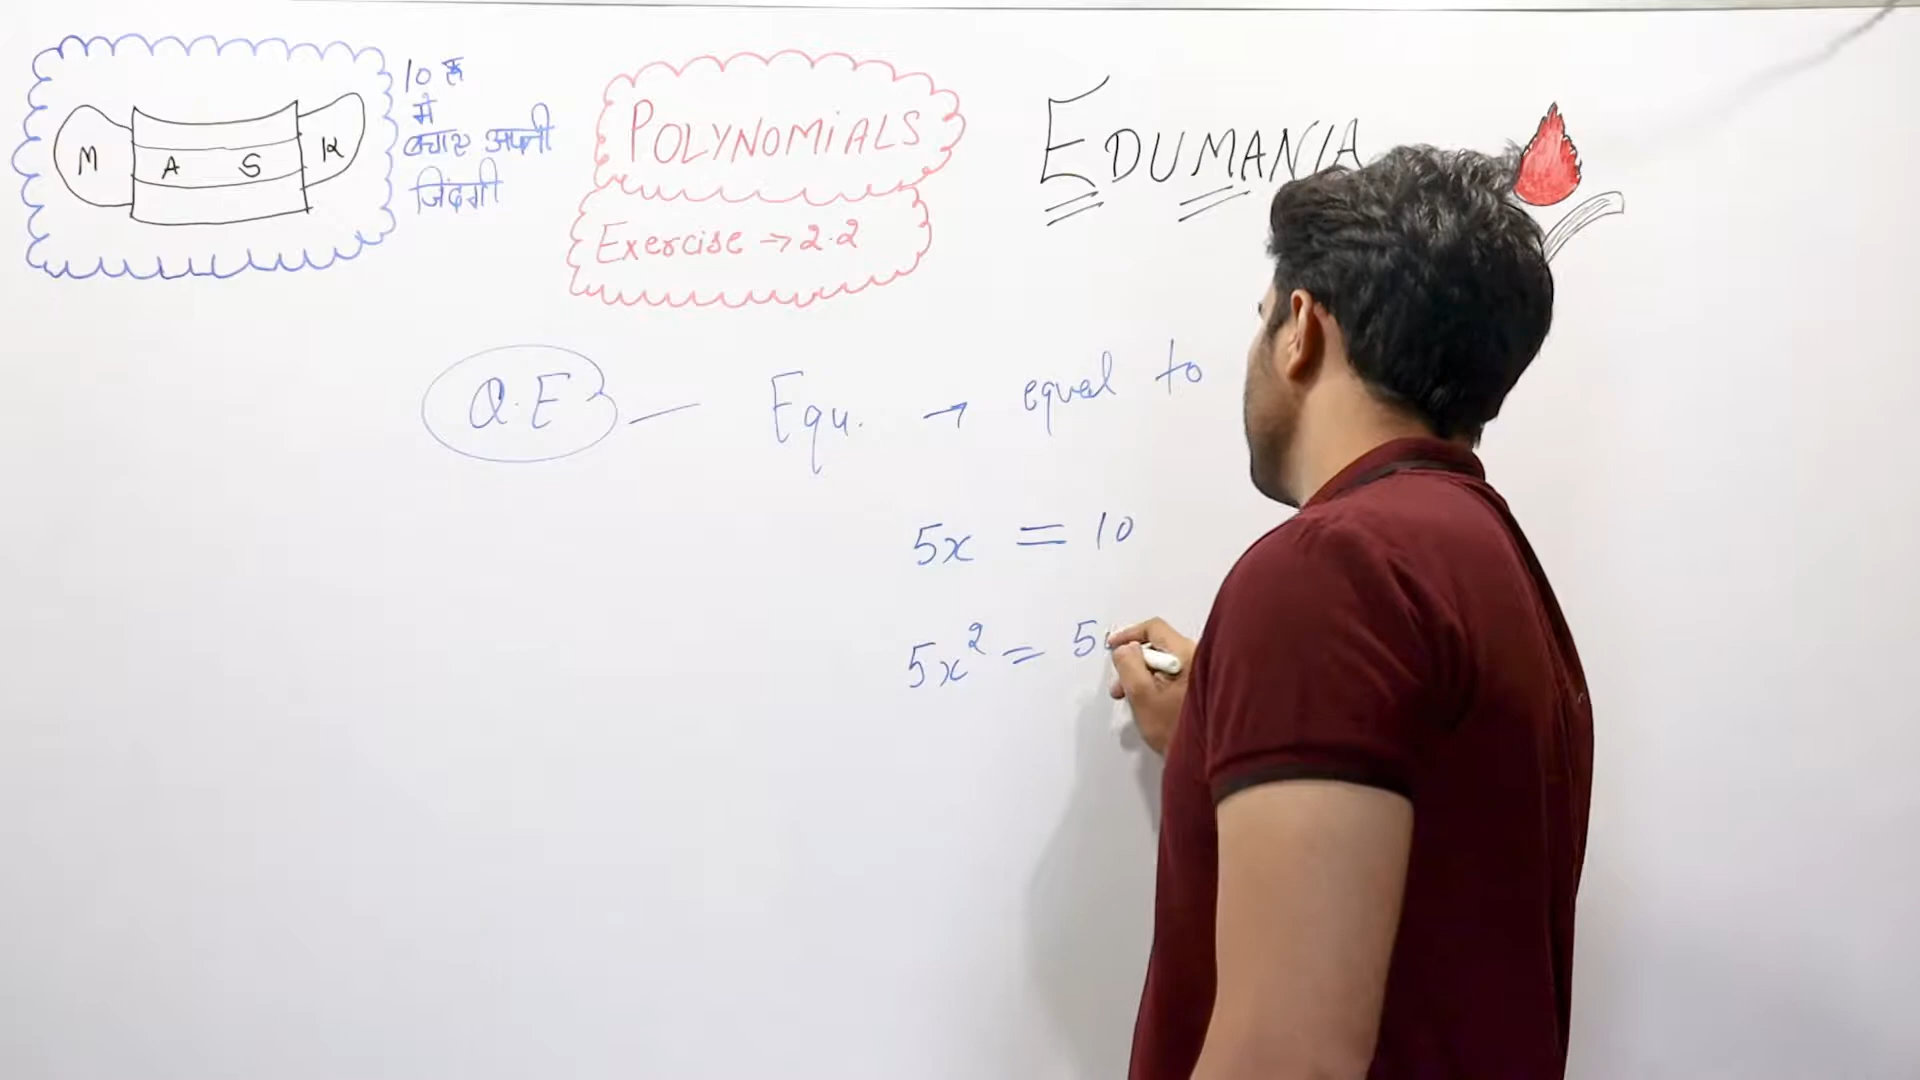 M A S K
10 रु
में
बचाए अपनी
जिंदगी
POLYNOMIALS
Exercise → 2.2
EDUMANIA
Q.E — Equ. → equal to
5x = 10
5x² = 5